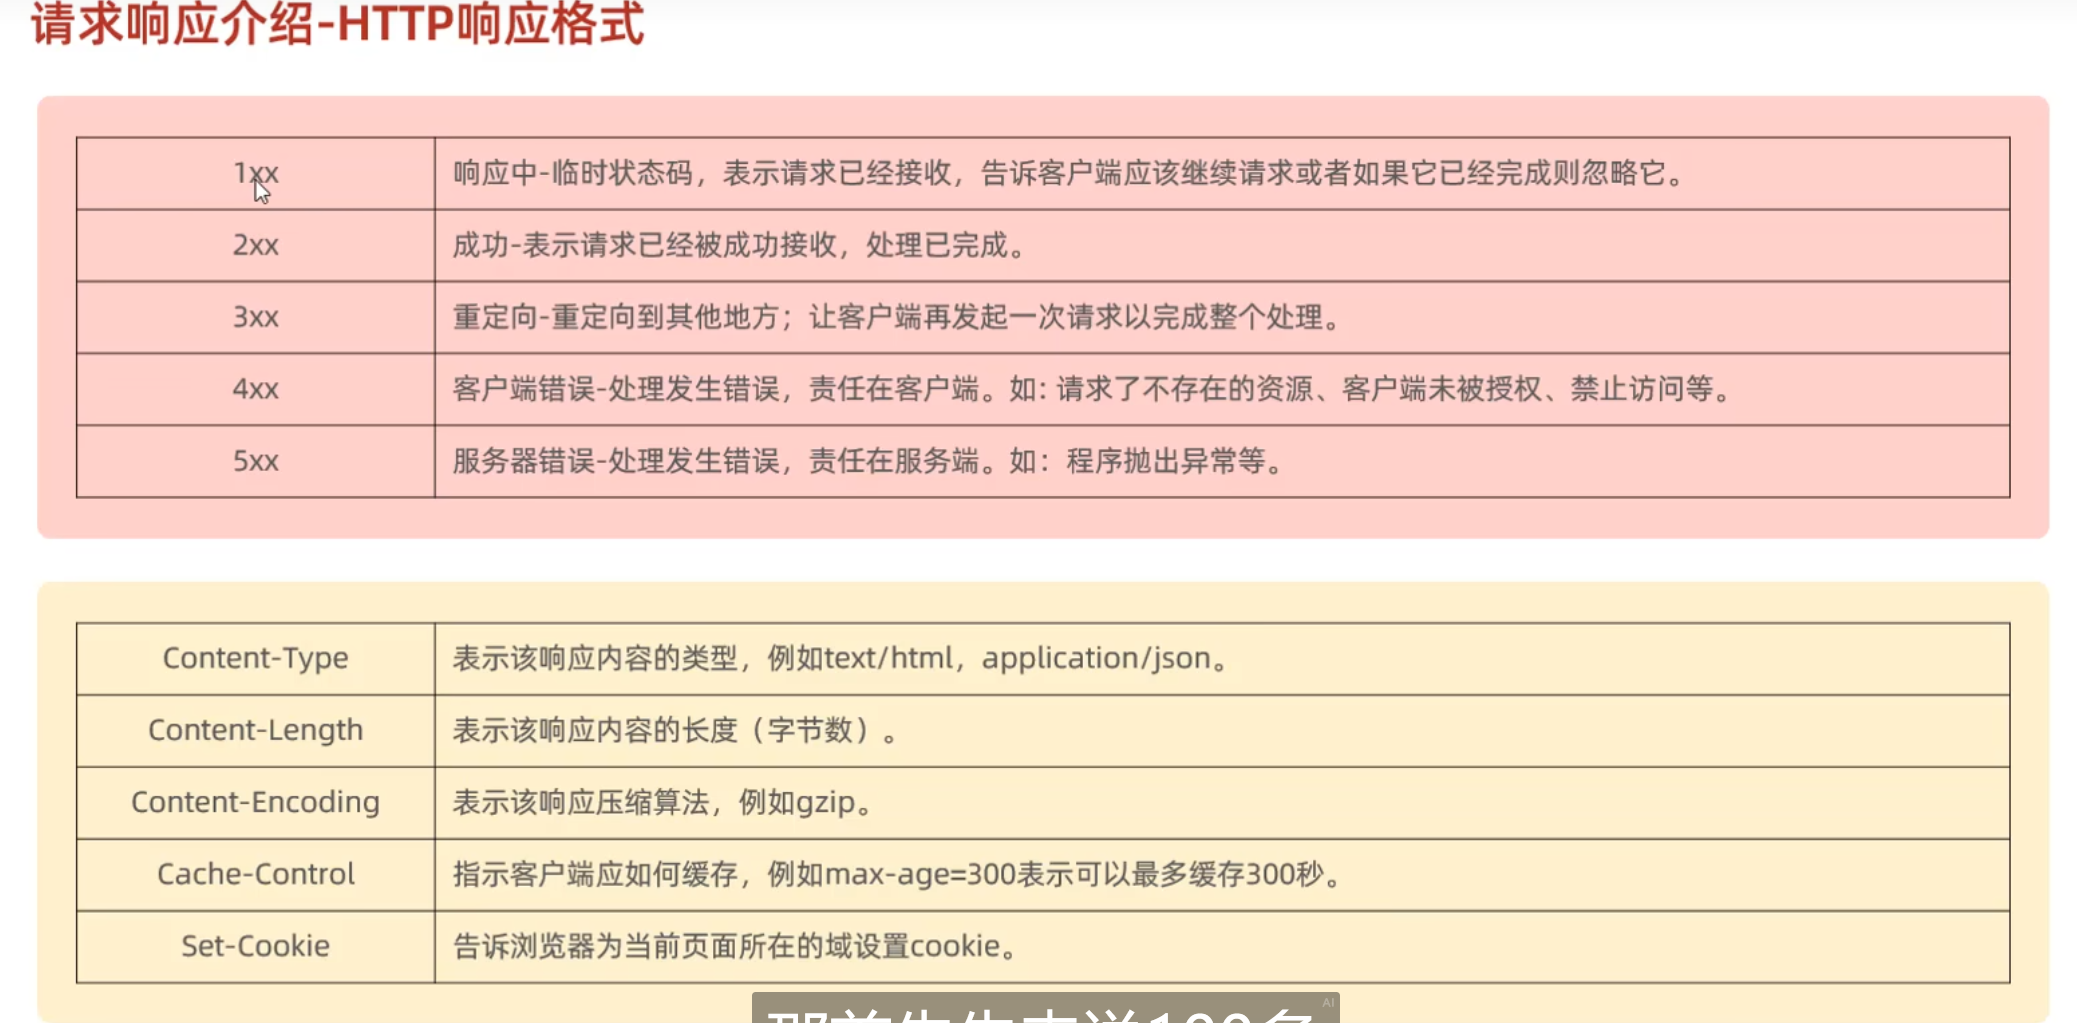 请求响应介绍-HTTP响应格式
1xx 响应中-临时状态码，表示请求已经接收，告诉客户端应该继续请求或者如果它已经完成则忽略它。
2xx 成功-表示请求已经被成功接收，处理已完成。
3xx 重定向-重定向到其他地方；让客户端再发起一次请求以完成整个处理。
4xx 客户端错误-处理发生错误，责任在客户端。如：请求了不存在的资源、客户端未被授权、禁止访问等。
5xx 服务器错误-处理发生错误，责任在服务端。如：程序抛出异常等。
Content-Type 表示该响应内容的类型，例如text/html，application/json。
Content-Length 表示该响应内容的长度（字节数）。
Content-Encoding 表示该响应压缩算法，例如gzip。
Cache-Control 指示客户端应如何缓存，例如max-age=300表示可以最多缓存300秒。
Set-Cookie 告诉浏览器为当前页面所在的域设置cookie。
AI